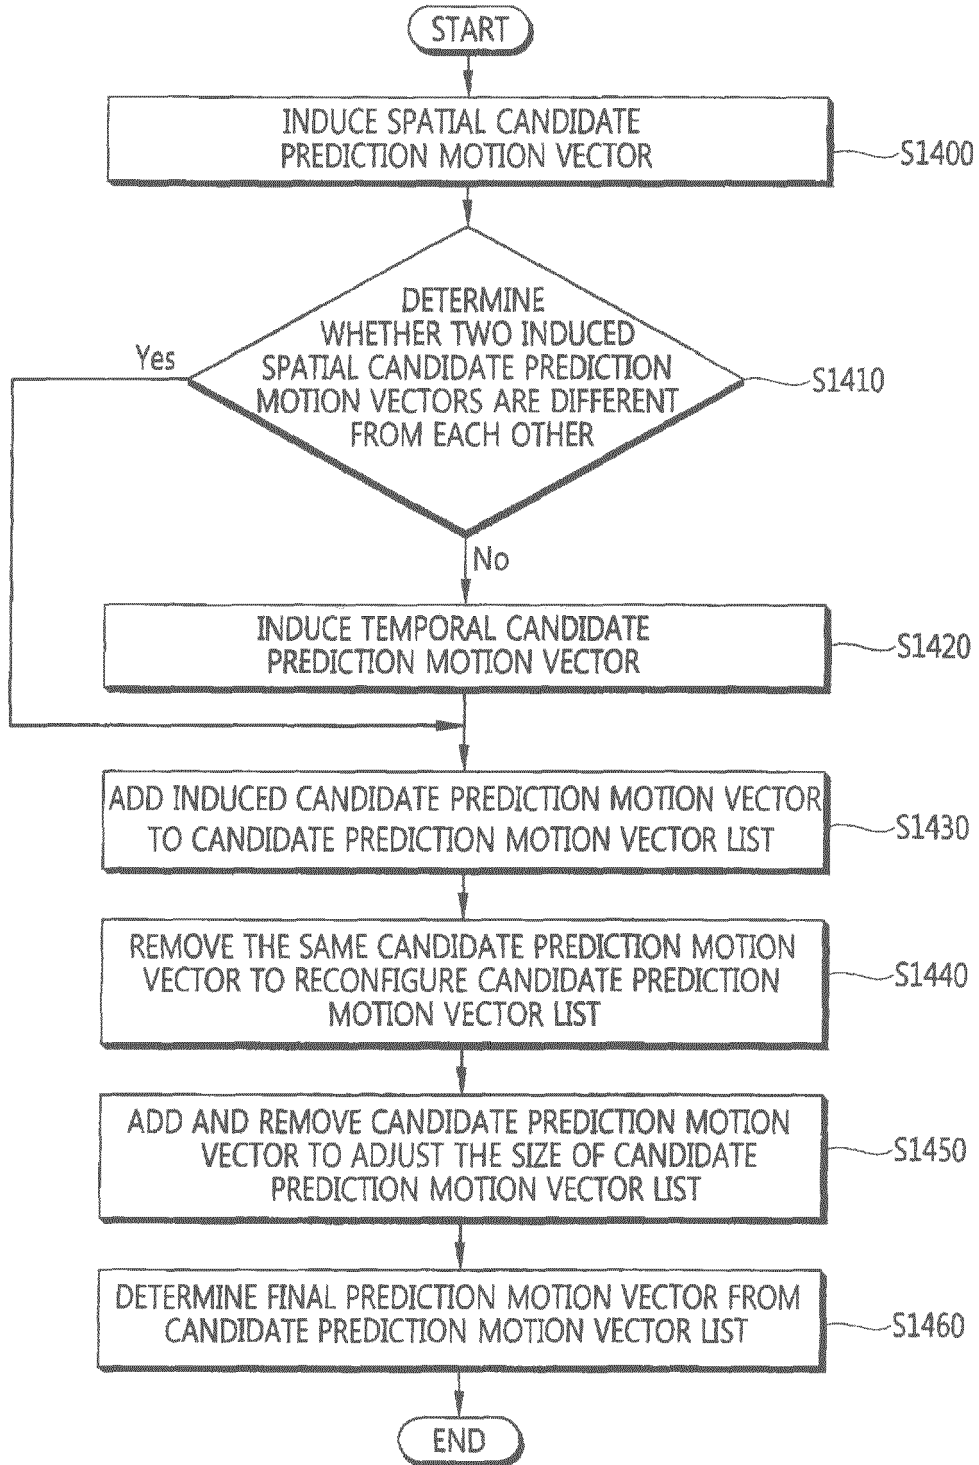 START
INDUCE SPATIAL CANDIDATE
PREDICTION MOTION VECTOR
S1400
DETERMINE
WHETHER TWO INDUCED
SPATIAL CANDIDATE PREDICTION
MOTION VECTORS ARE DIFFERENT
FROM EACH OTHER
Yes
S1410
No
INDUCE TEMPORAL CANDIDATE
PREDICTION MOTION VECTOR
S1420
ADD INDUCED CANDIDATE PREDICTION MOTION VECTOR
TO CANDIDATE PREDICTION MOTION VECTOR LIST
S1430
REMOVE THE SAME CANDIDATE PREDICTION MOTION
VECTOR TO RECONFIGURE CANDIDATE PREDICTION
MOTION VECTOR LIST
S1440
ADD AND REMOVE CANDIDATE PREDICTION MOTION
VECTOR TO ADJUST THE SIZE OF CANDIDATE
PREDICTION MOTION VECTOR LIST
S1450
DETERMINE FINAL PREDICTION MOTION VECTOR FROM
CANDIDATE PREDICTION MOTION VECTOR LIST
S1460
END